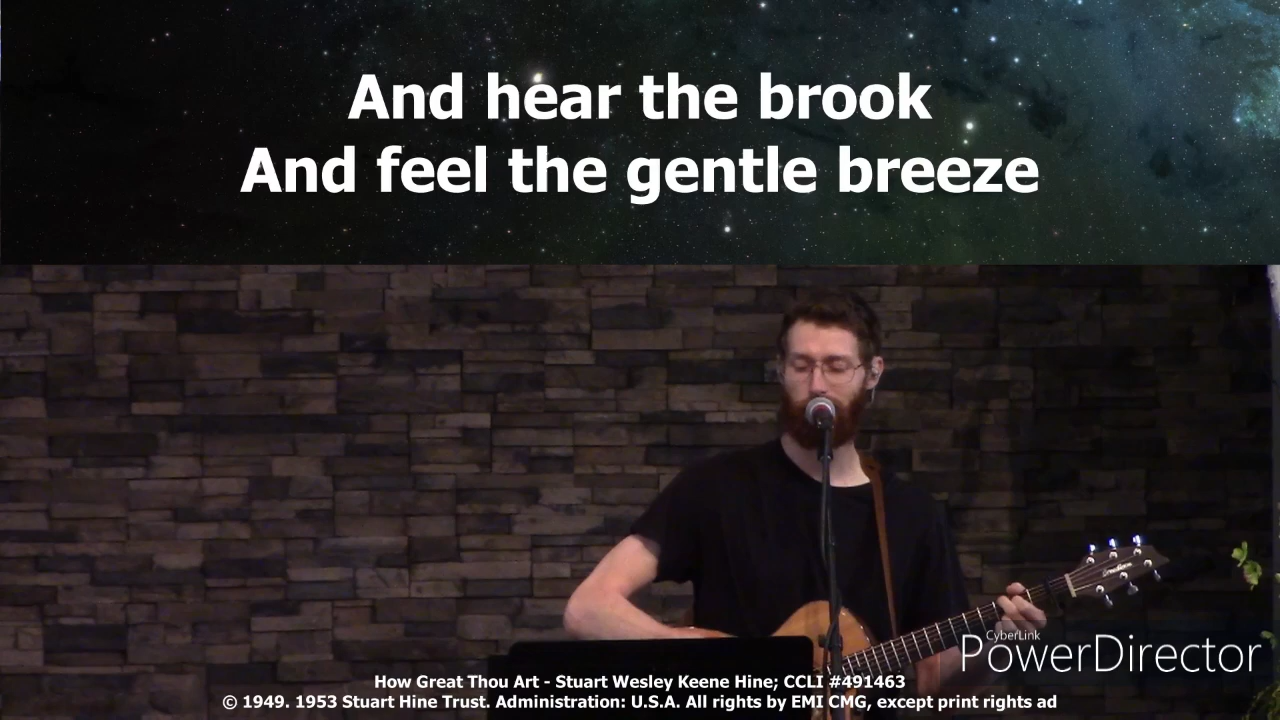 And hear the brook
And feel the gentle breeze
CyberLink
PowerDirector
How Great Thou Art - Stuart Wesley Keene Hine; CCLI #491463
© 1949. 1953 Stuart Hine Trust. Administration: U.S.A. All rights by EMI CMG, except print rights ad